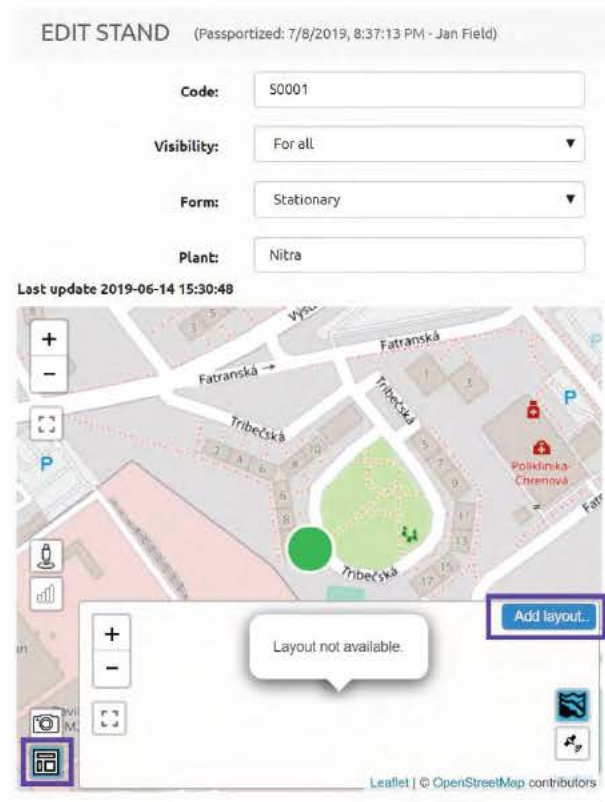 EDIT STAND (Passportized: 7/8/2019, 8:37:13 PM - Jan Field)
Code: S0001
Visibility: For all
Form: Stationary
Plant: Nitra
Last update 2019-06-14 15:30:48
+
−
Fatranská
Fatranská →
Tribečská
Tribečská
P
P
Poliklinika
Chrenová
Tribečská
Add layout..
+
−
Layout not available.
Leaflet | © OpenStreetMap contributors